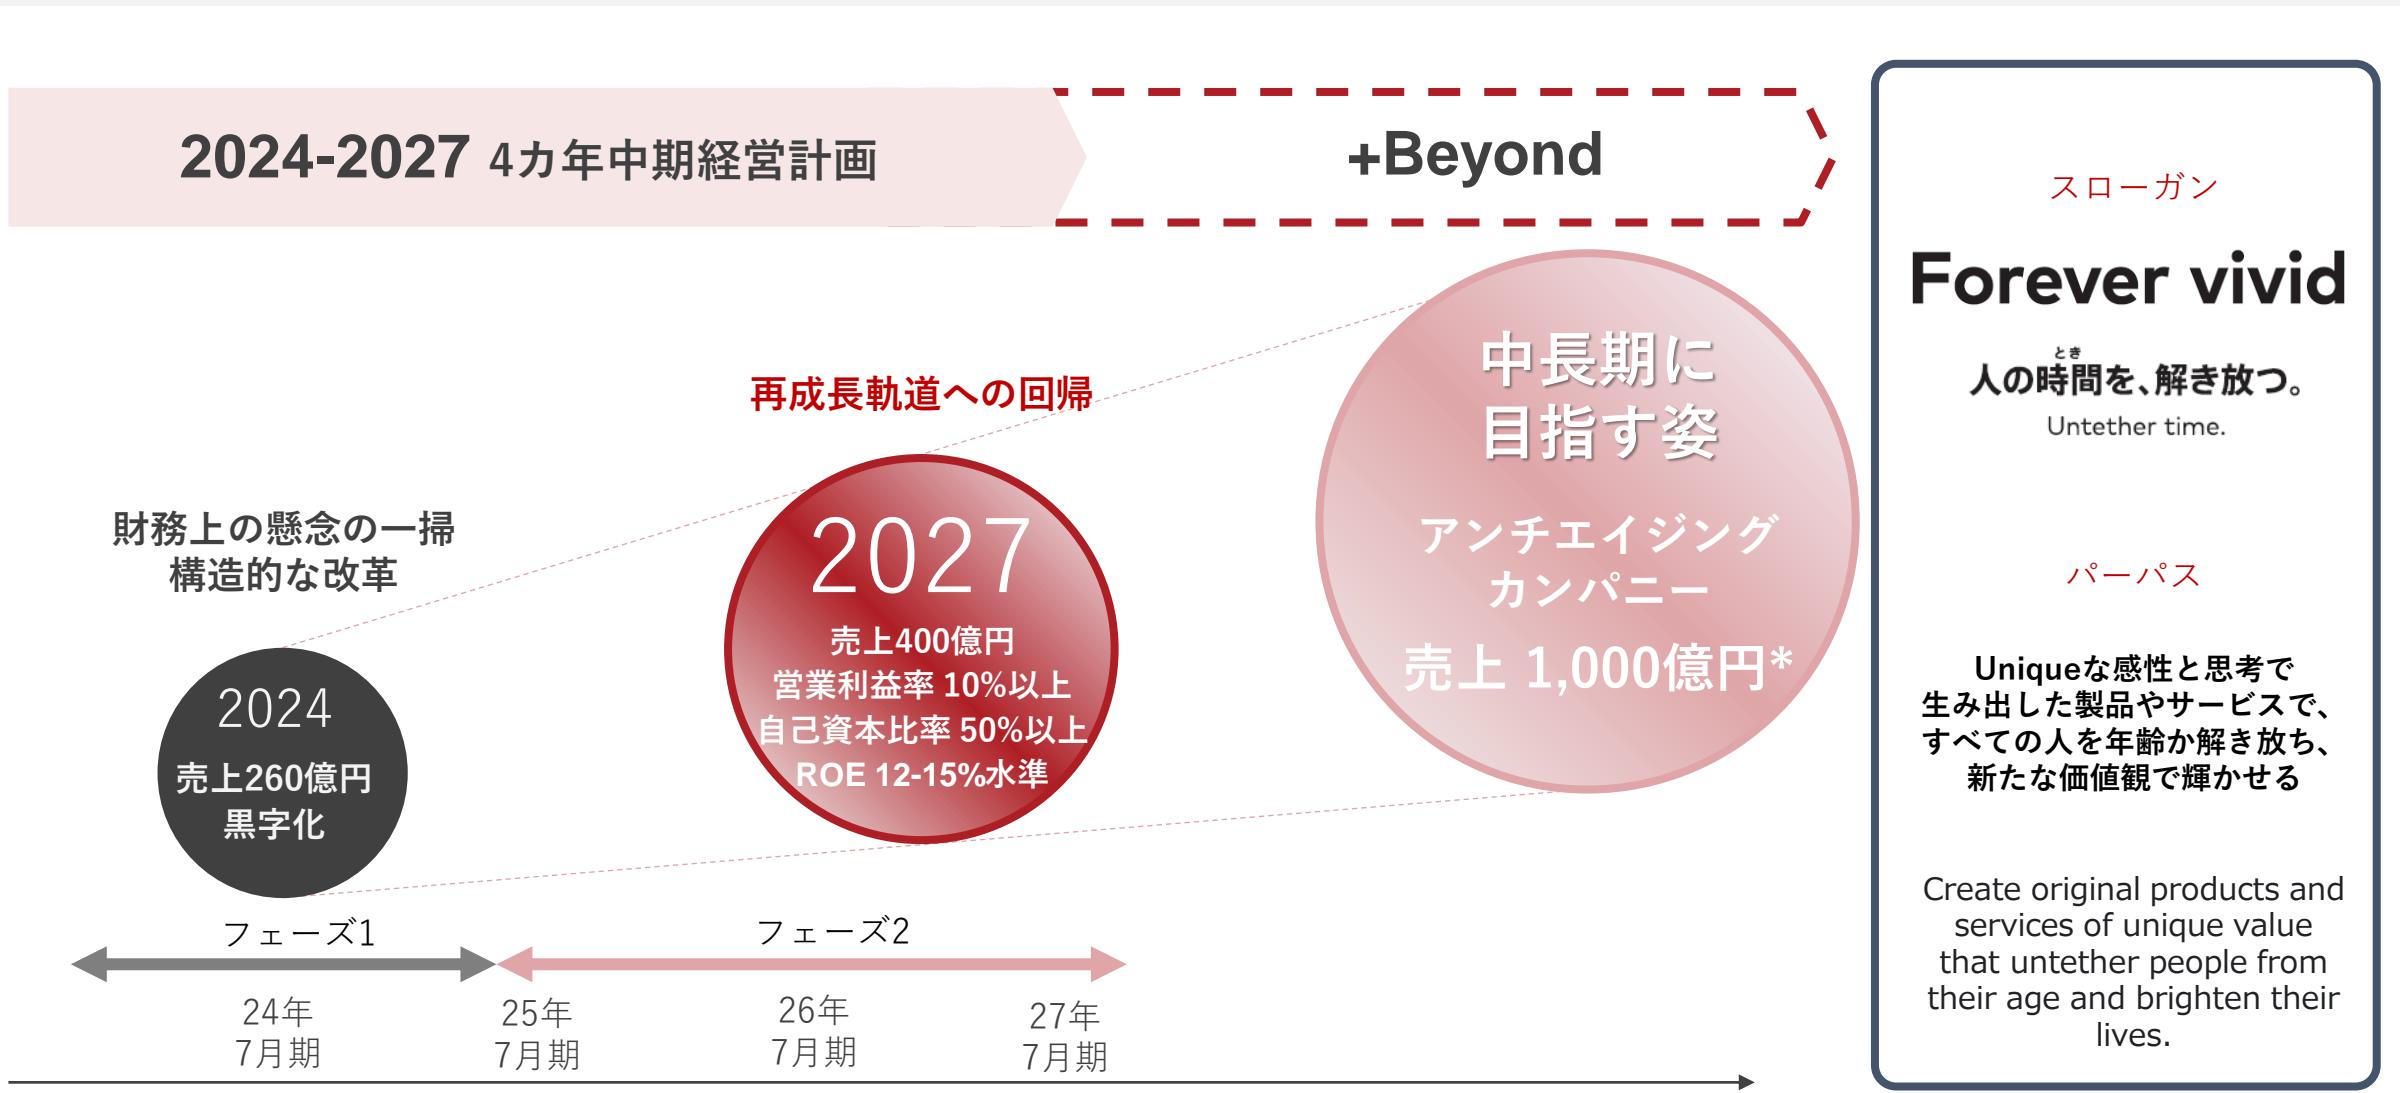 2024-2027 4カ年中期経営計画
+Beyond
財務上の懸念の一掃
構造的な改革
2024
売上260億円
黒字化
再成長軌道への回帰
2027
売上400億円
営業利益率 10%以上
自己資本比率 50%以上
ROE 12-15%水準
中長期に
目指す姿
アンチエイジング
カンパニー
売上 1,000億円*
フェーズ1
フェーズ2
24年
7月期
25年
7月期
26年
7月期
27年
7月期
スローガン
Forever vivid
とき
人の時間を、解き放つ。
Untether time.
パーパス
Uniqueな感性と思考で
生み出した製品やサービスで、
すべての人を年齢か解き放ち、
新たな価値観で輝かせる
Create original products and
services of unique value
that untether people from
their age and brighten their
lives.